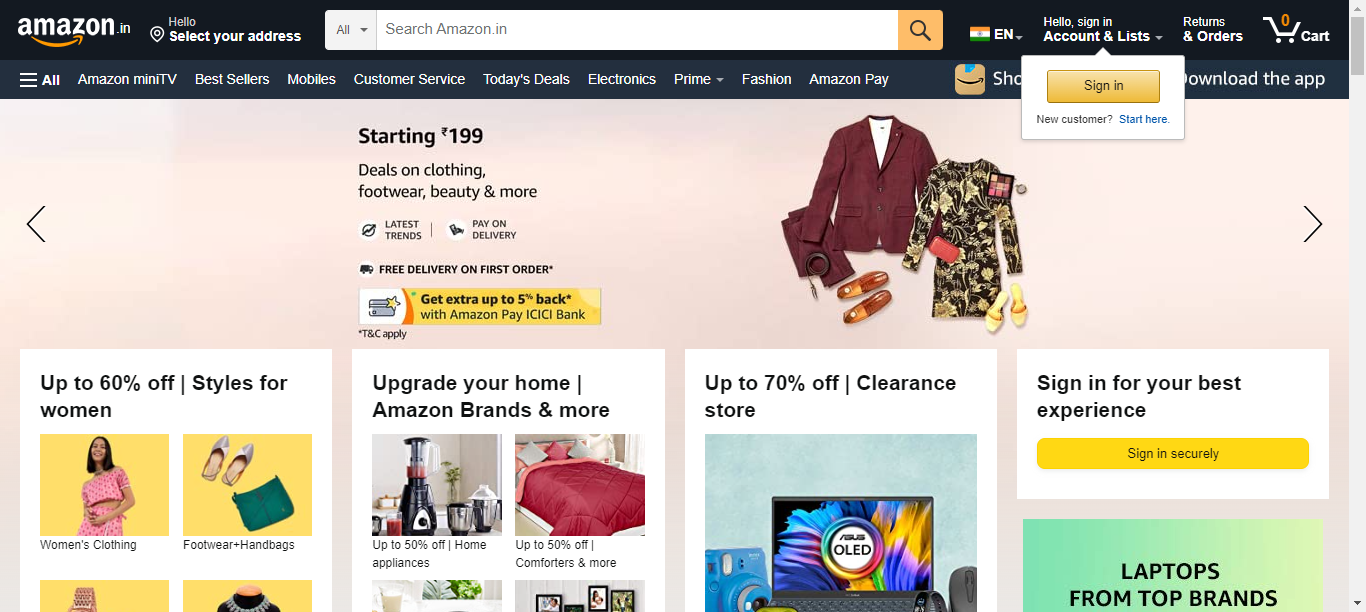 amazon.in
Hello
Select your address
All
Search Amazon.in
EN
Hello, sign in
Account & Lists
Returns
& Orders
0
Cart
All
Amazon miniTV
Best Sellers
Mobiles
Customer Service
Today's Deals
Electronics
Prime
Fashion
Amazon Pay
Sho
ownload the app
Sign in
New customer? Start here.
Starting ₹199
Deals on clothing,
footwear, beauty & more
LATEST
TRENDS
PAY ON
DELIVERY
FREE DELIVERY ON FIRST ORDER*
Get extra up to 5% back*
with Amazon Pay ICICI Bank
*T&C apply
Up to 60% off | Styles for
women
Women's Clothing
Footwear+Handbags
Upgrade your home |
Amazon Brands & more
Up to 50% off | Home
appliances
Up to 50% off |
Comforters & more
Up to 70% off | Clearance
store
ASUS
OLED
Sign in for your best
experience
Sign in securely
LAPTOPS
FROM TOP BRANDS